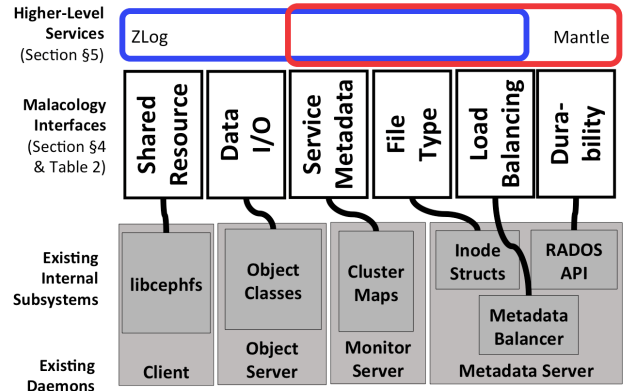 Higher-Level
Services
(Section §5)
ZLog
Mantle
Malacology
Interfaces
(Section §4
& Table 2)
Shared
Resource
Data
I/O
Service
Metadata
File
Type
Load
Balancing
Dura-
bility
Existing
Internal
Subsystems
libcephfs
Object
Classes
Cluster
Maps
Inode
Structs
RADOS
API
Metadata
Balancer
Existing
Daemons
Client
Object
Server
Monitor
Server
Metadata Server